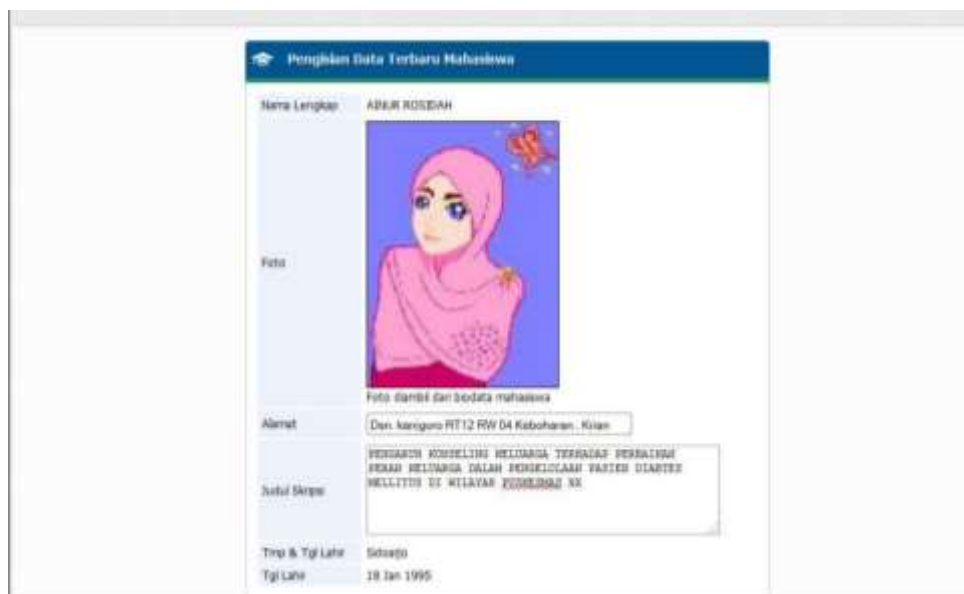 Pengisian Data Terbaru Mahasiswa
Nama Lengkap AINUR ROSIDAH
Foto
Foto diambil dari biodata mahasiswa
Alamat Dsn. kanigoro RT12 RW 04 Keboharan , Krian
Judul Skripsi PENGARUH KONSELING KELUARGA TERHADAP PERBAIKAN
PERAN KELUARGA DALAM PENGELOLAAN PASIEN DIABTES
MELLITUS DI WILAYAH PUSKESMAS XX
Tmp & Tgl Lahir Sidoarjo
Tgl Lahir 18 Jan 1995